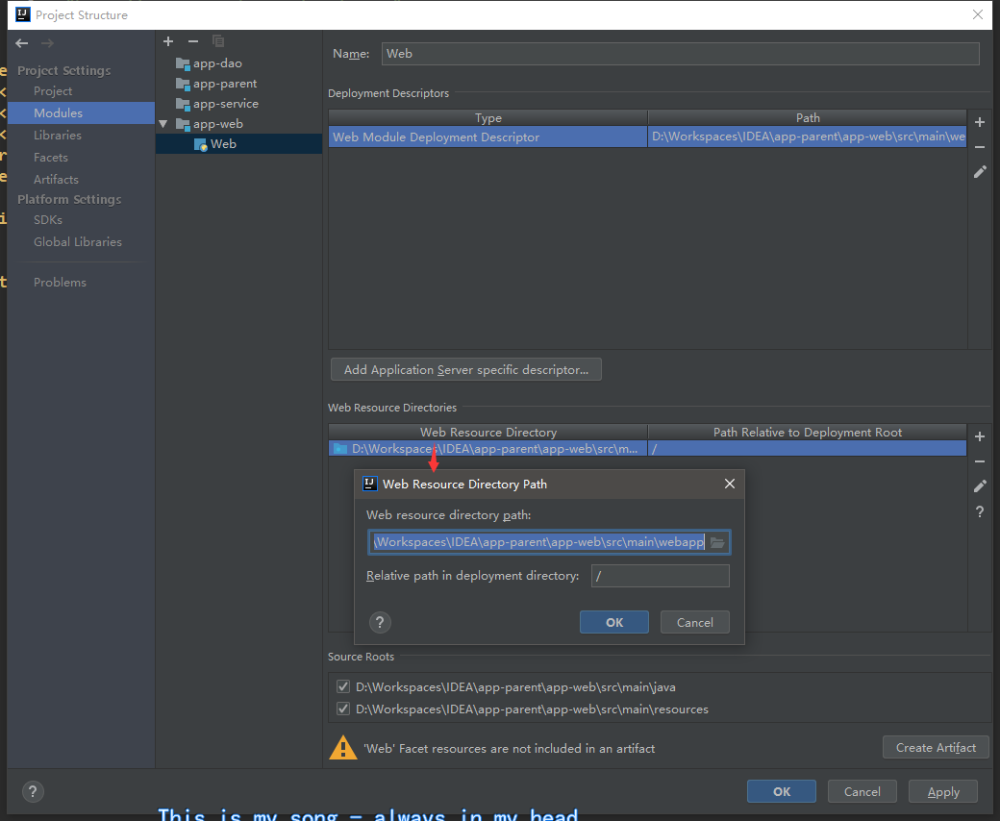 Project Structure
Project Settings
Project
Modules
Libraries
Facets
Artifacts
Platform Settings
SDKs
Global Libraries
Problems
app-dao
app-parent
app-service
app-web
Web
Name: Web
Deployment Descriptors
Type Path
Web Module Deployment Descriptor D:\Workspaces\IDEA\app-parent\app-web\src\main\we
Add Application Server specific descriptor...
Web Resource Directories
Web Resource Directory Path Relative to Deployment Root
D:\Workspaces\IDEA\app-parent\app-web\src\m... /
Web Resource Directory Path
Web resource directory path:
\Workspaces\IDEA\app-parent\app-web\src\main\webapp
Relative path in deployment directory: /
? OK Cancel
Source Roots
D:\Workspaces\IDEA\app-parent\app-web\src\main\java
D:\Workspaces\IDEA\app-parent\app-web\src\main\resources
'Web' Facet resources are not included in an artifact Create Artifact
? OK Cancel Apply
This is my song – always in my head